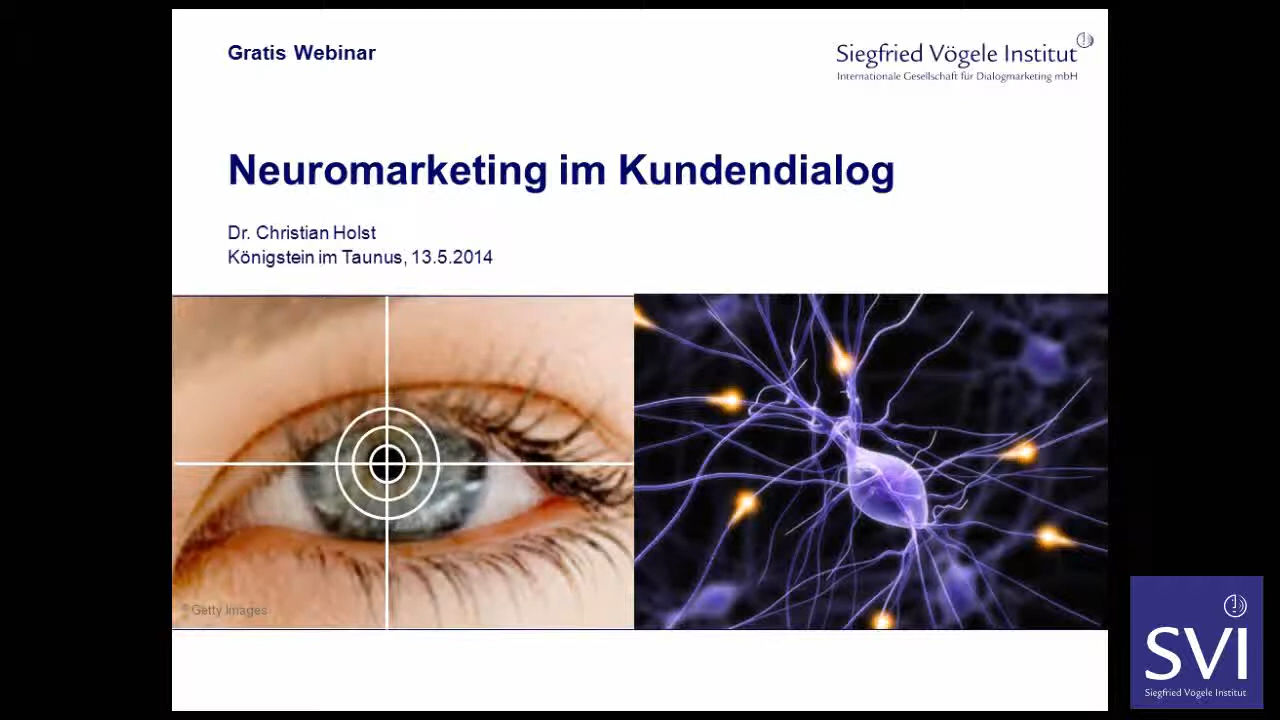 Gratis Webinar
Siegfried Vögele Institut
Internationale Gesellschaft für Dialogmarketing mbH
Neuromarketing im Kundendialog
Dr. Christian Holst
Königstein im Taunus, 13.5.2014
© Getty Images
SVI
Siegfried Vögele Institut